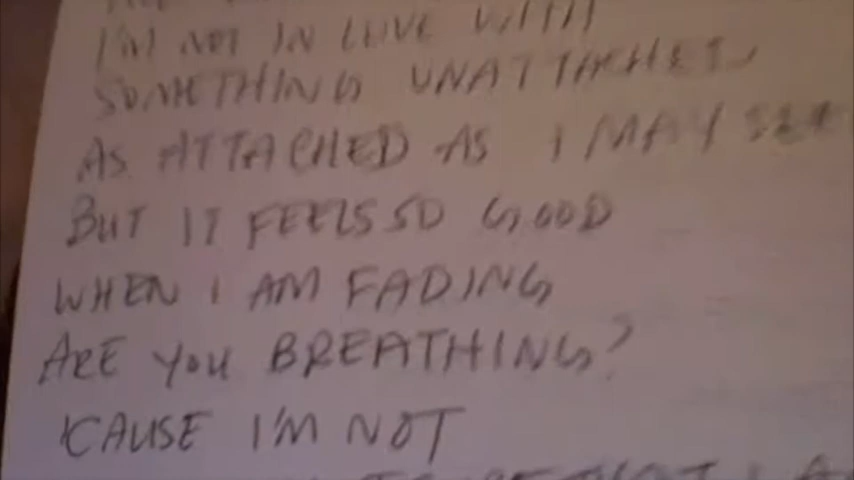 I'M NOT IN LOVE WITH
SOMETHING UNATTACHED
AS ATTACHED AS I MAY
BUT IT FEELS SO GOOD
WHEN I AM FADING
ARE YOU BREATHING?
'CAUSE I'M NOT